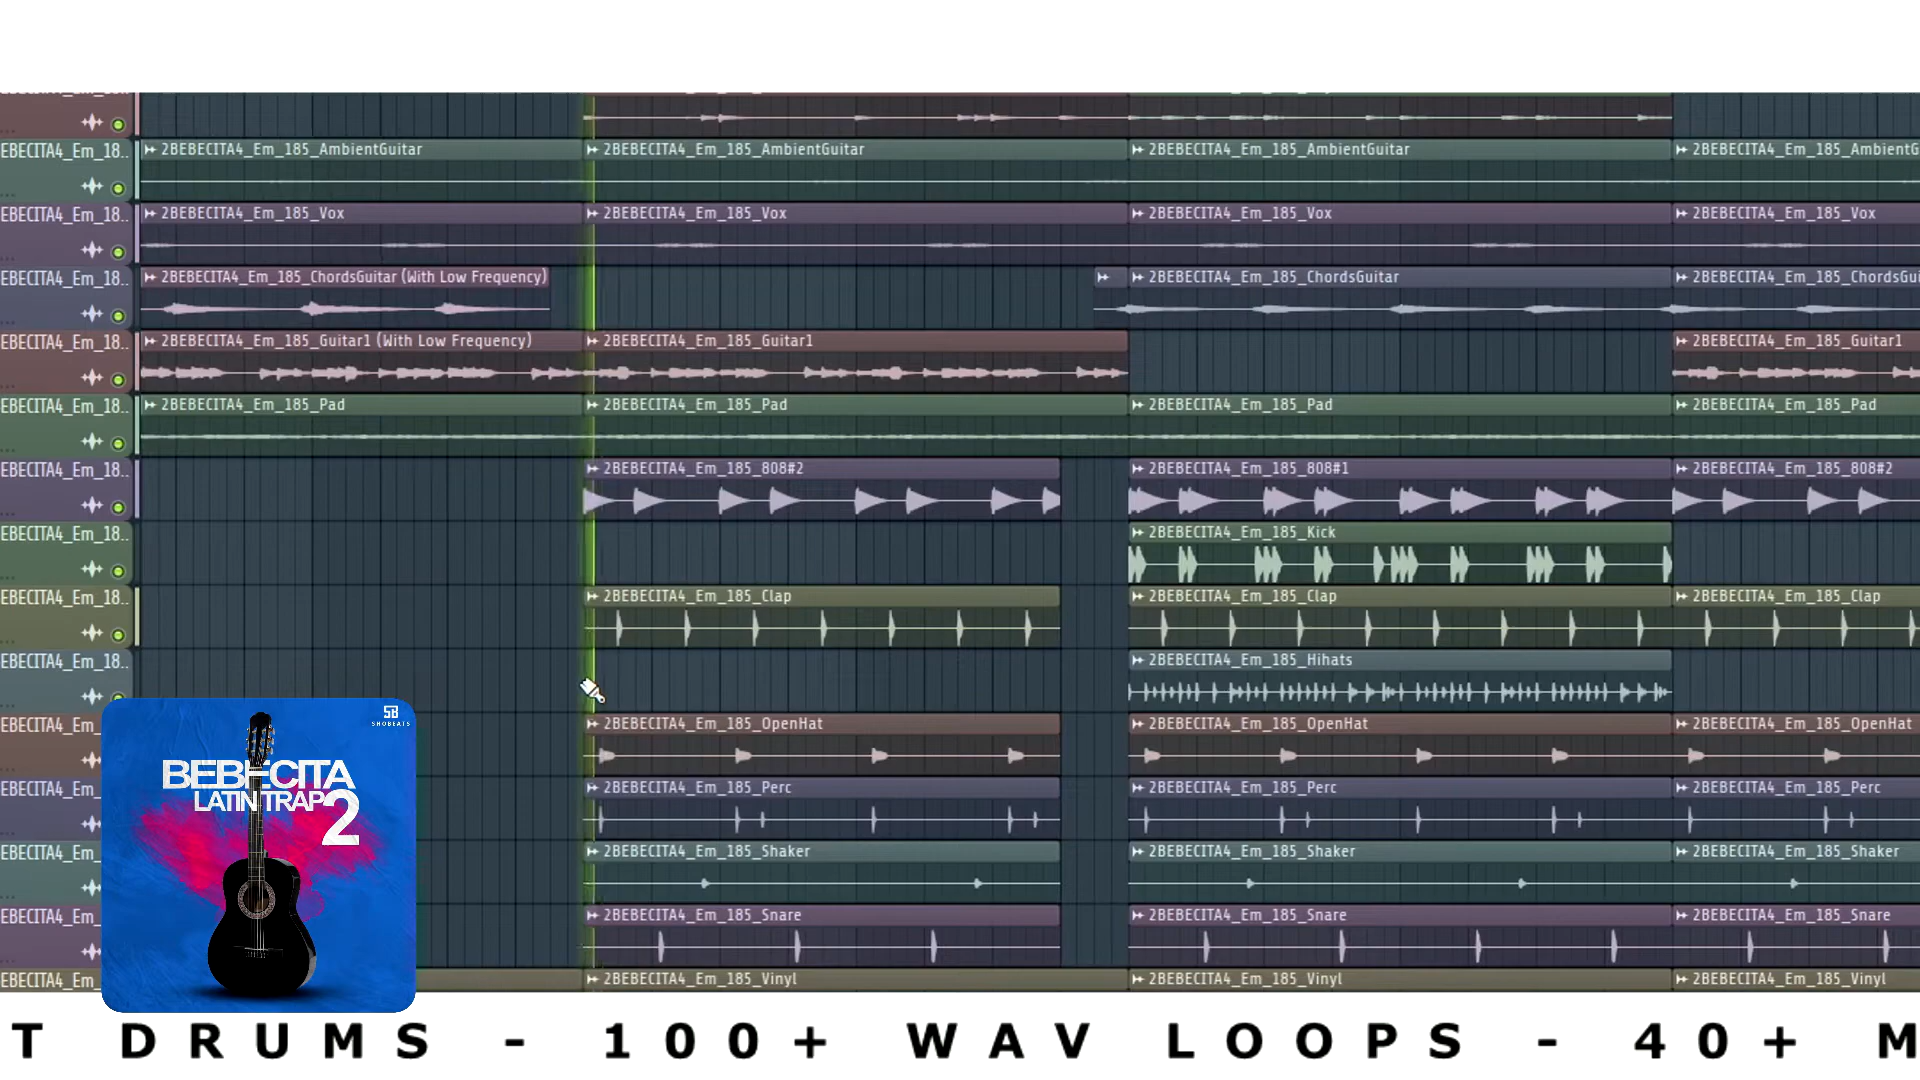 EBECITA4_Em_18.. 2BEBECITA4_Em_185_AmbientGuitar 2BEBECITA4_Em_185_AmbientGuitar 2BEBECITA4_Em_185_AmbientGuitar 2BEBECITA4_Em_185_AmbientG
EBECITA4_Em_18.. 2BEBECITA4_Em_185_Vox 2BEBECITA4_Em_185_Vox 2BEBECITA4_Em_185_Vox 2BEBECITA4_Em_185_Vox
EBECITA4_Em_18.. 2BEBECITA4_Em_185_ChordsGuitar (With Low Frequency) 2BEBECITA4_Em_185_ChordsGuitar 2BEBECITA4_Em_185_ChordsGui
EBECITA4_Em_18.. 2BEBECITA4_Em_185_Guitar1 (With Low Frequency) 2BEBECITA4_Em_185_Guitar1 2BEBECITA4_Em_185_Guitar1
EBECITA4_Em_18.. 2BEBECITA4_Em_185_Pad 2BEBECITA4_Em_185_Pad 2BEBECITA4_Em_185_Pad 2BEBECITA4_Em_185_Pad
EBECITA4_Em_18.. 2BEBECITA4_Em_185_808#2 2BEBECITA4_Em_185_808#1 2BEBECITA4_Em_185_808#2
EBECITA4_Em_18.. 2BEBECITA4_Em_185_Kick
EBECITA4_Em_18.. 2BEBECITA4_Em_185_Clap 2BEBECITA4_Em_185_Clap 2BEBECITA4_Em_185_Clap
EBECITA4_Em_18.. 2BEBECITA4_Em_185_Hihats
EBECITA4_Em_ 2BEBECITA4_Em_185_OpenHat 2BEBECITA4_Em_185_OpenHat 2BEBECITA4_Em_185_OpenHat
EBECITA4_Em_ 2BEBECITA4_Em_185_Perc 2BEBECITA4_Em_185_Perc 2BEBECITA4_Em_185_Perc
EBECITA4_Em_ 2BEBECITA4_Em_185_Shaker 2BEBECITA4_Em_185_Shaker 2BEBECITA4_Em_185_Shaker
EBECITA4_Em_ 2BEBECITA4_Em_185_Snare 2BEBECITA4_Em_185_Snare 2BEBECITA4_Em_185_Snare
EBECITA4_Em_ 2BEBECITA4_Em_185_Vinyl 2BEBECITA4_Em_185_Vinyl 2BEBECITA4_Em_185_Vinyl
SB
SHOBEATS
BEBECITA
LATIN TRAP 2
T DRUMS - 100+ WAV LOOPS - 40+ M